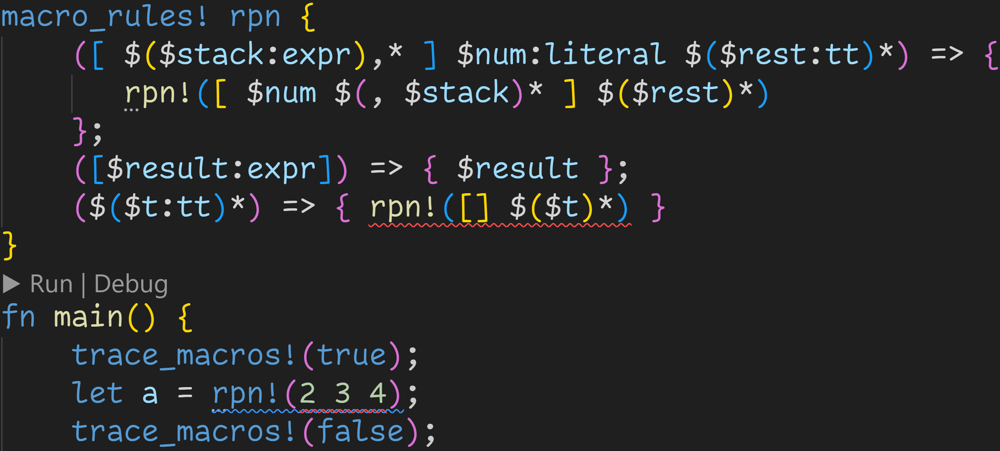 macro_rules! rpn {
    ([ $($stack:expr),* ] $num:literal $($rest:tt)*) => {
       rpn!([ $num $(, $stack)* ] $($rest)*)
    };
    ([$result:expr]) => { $result };
    ($($t:tt)*) => { rpn!([] $($t)*) }
}
▶ Run | Debug
fn main() {
    trace_macros!(true);
    let a = rpn!(2 3 4);
    trace_macros!(false);